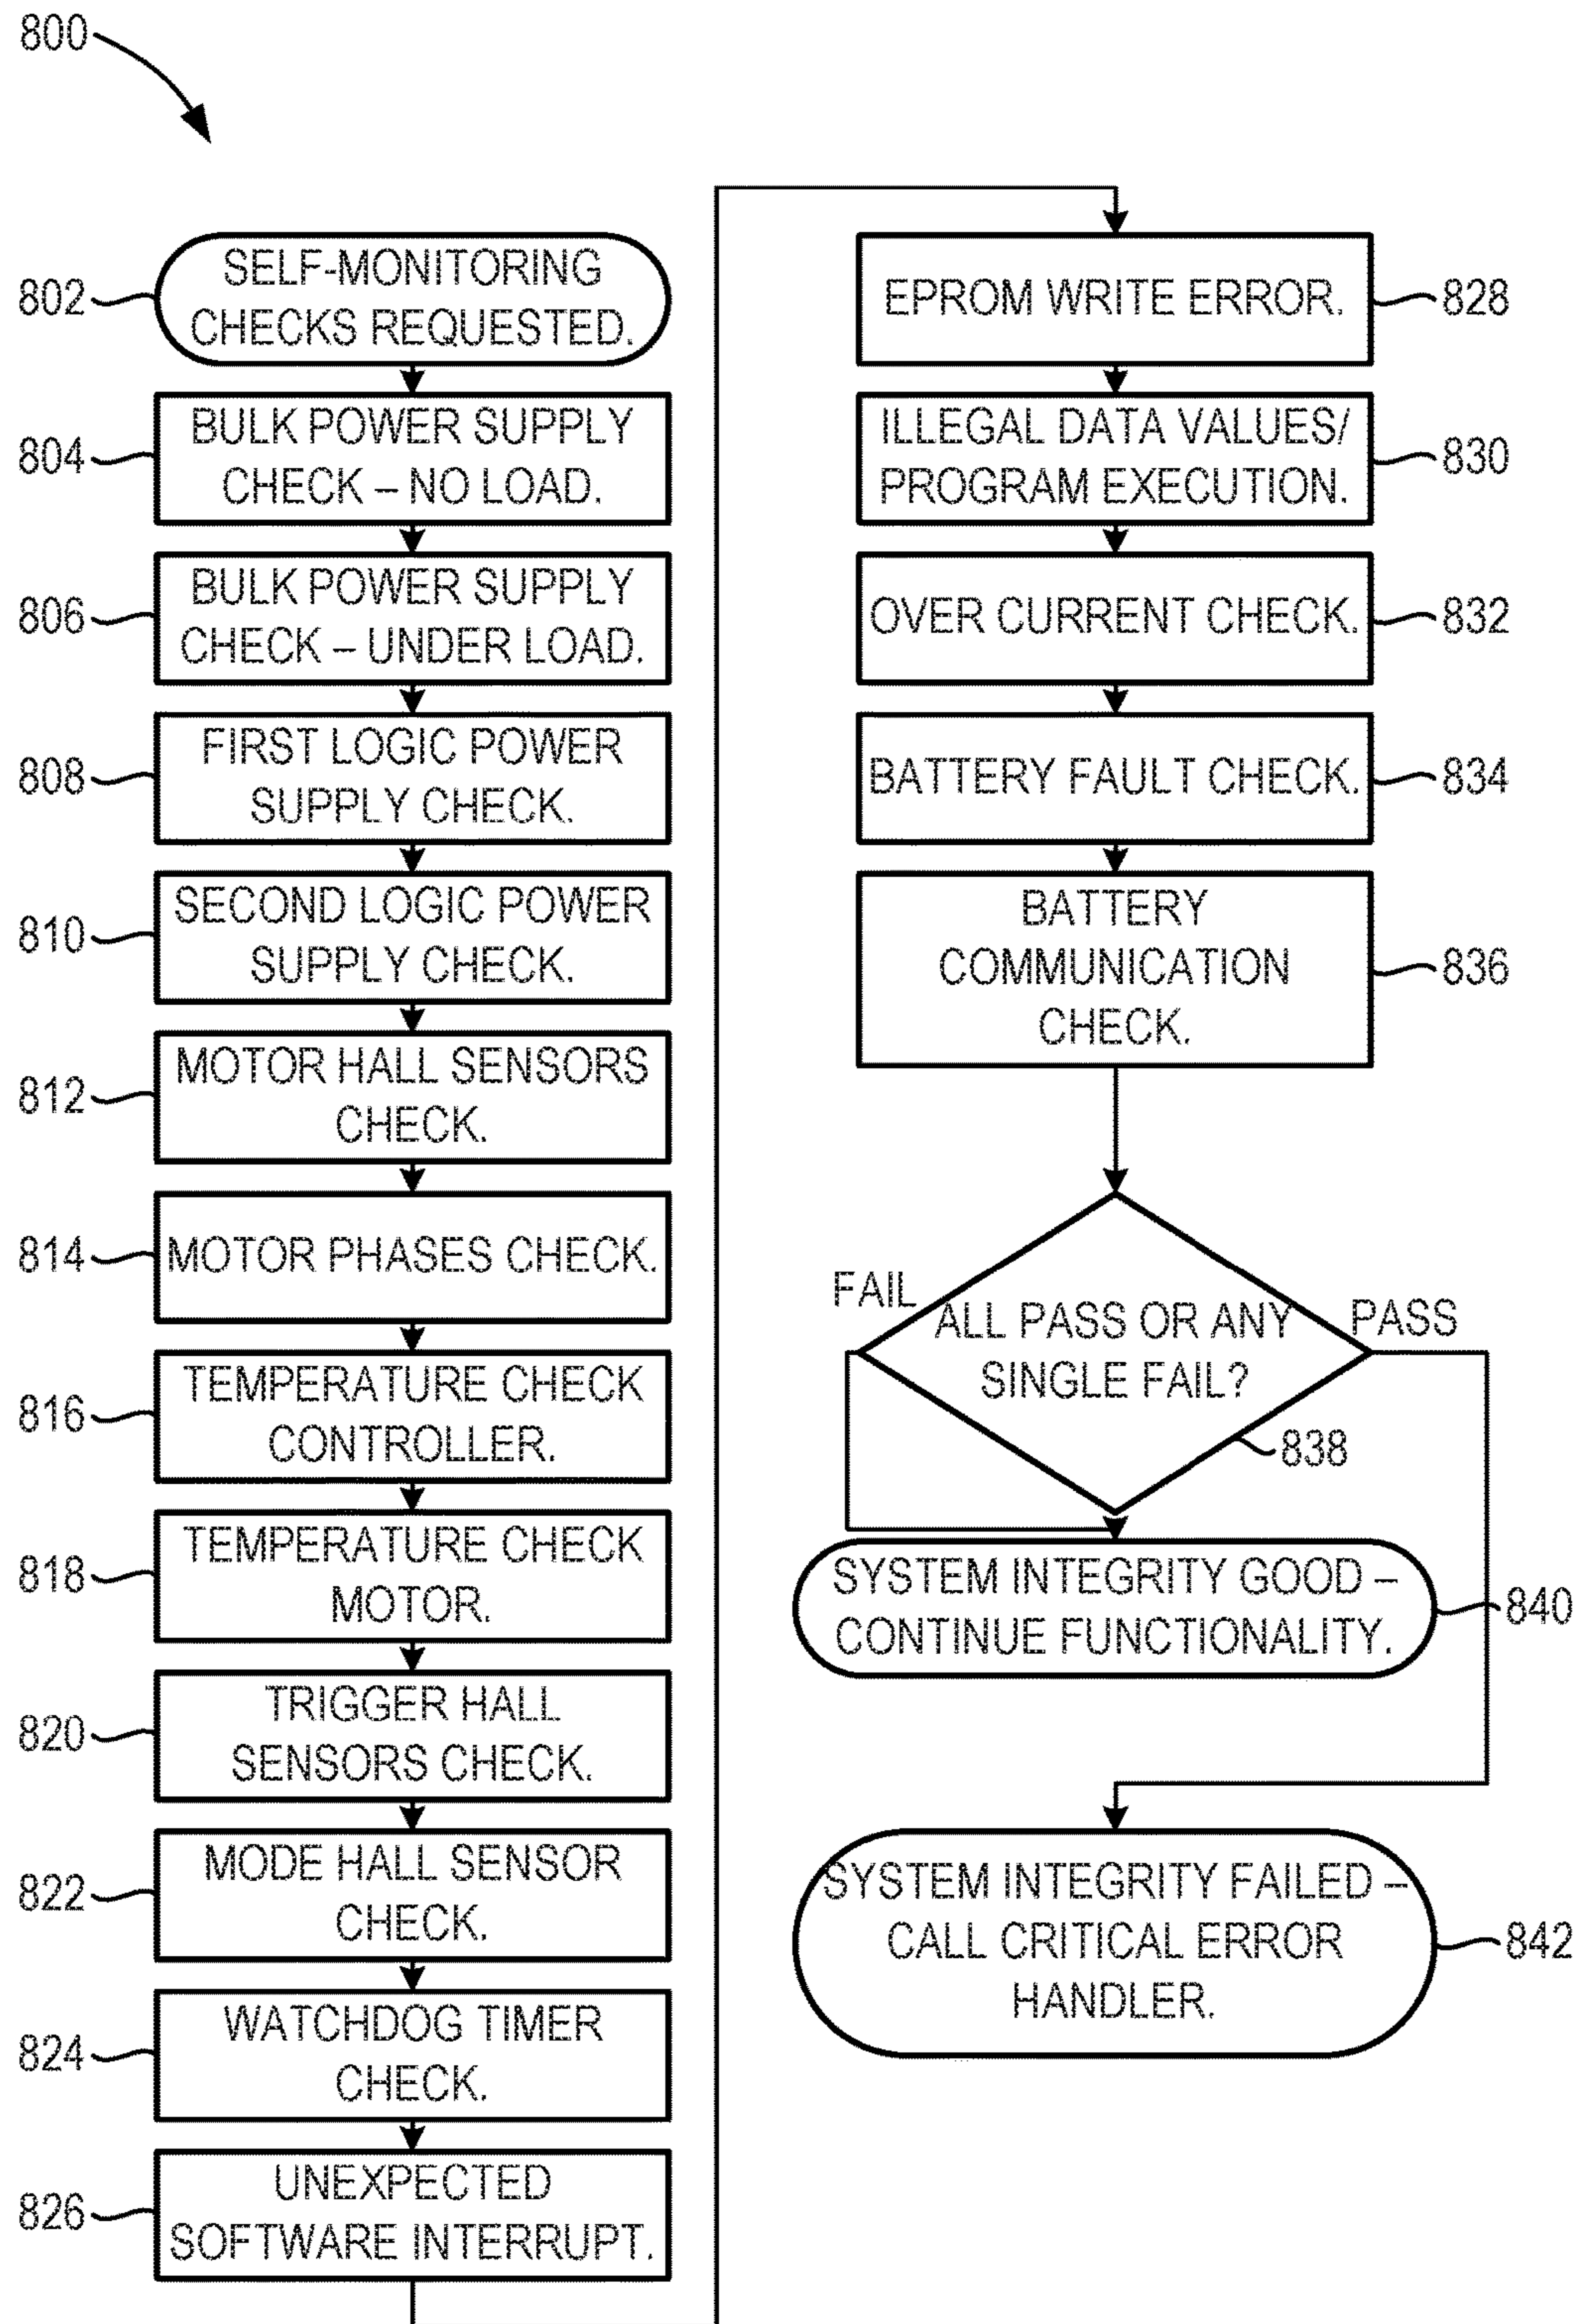 800
802
SELF-MONITORING
CHECKS REQUESTED.
804
BULK POWER SUPPLY
CHECK – NO LOAD.
806
BULK POWER SUPPLY
CHECK – UNDER LOAD.
808
FIRST LOGIC POWER
SUPPLY CHECK.
810
SECOND LOGIC POWER
SUPPLY CHECK.
812
MOTOR HALL SENSORS
CHECK.
814
MOTOR PHASES CHECK.
816
TEMPERATURE CHECK
CONTROLLER.
818
TEMPERATURE CHECK
MOTOR.
820
TRIGGER HALL
SENSORS CHECK.
822
MODE HALL SENSOR
CHECK.
824
WATCHDOG TIMER
CHECK.
826
UNEXPECTED
SOFTWARE INTERRUPT.
EPROM WRITE ERROR.
828
ILLEGAL DATA VALUES/
PROGRAM EXECUTION.
830
OVER CURRENT CHECK.
832
BATTERY FAULT CHECK.
834
BATTERY
COMMUNICATION
CHECK.
836
FAIL
ALL PASS OR ANY
SINGLE FAIL?
PASS
838
SYSTEM INTEGRITY GOOD –
CONTINUE FUNCTIONALITY.
840
SYSTEM INTEGRITY FAILED –
CALL CRITICAL ERROR
HANDLER.
842